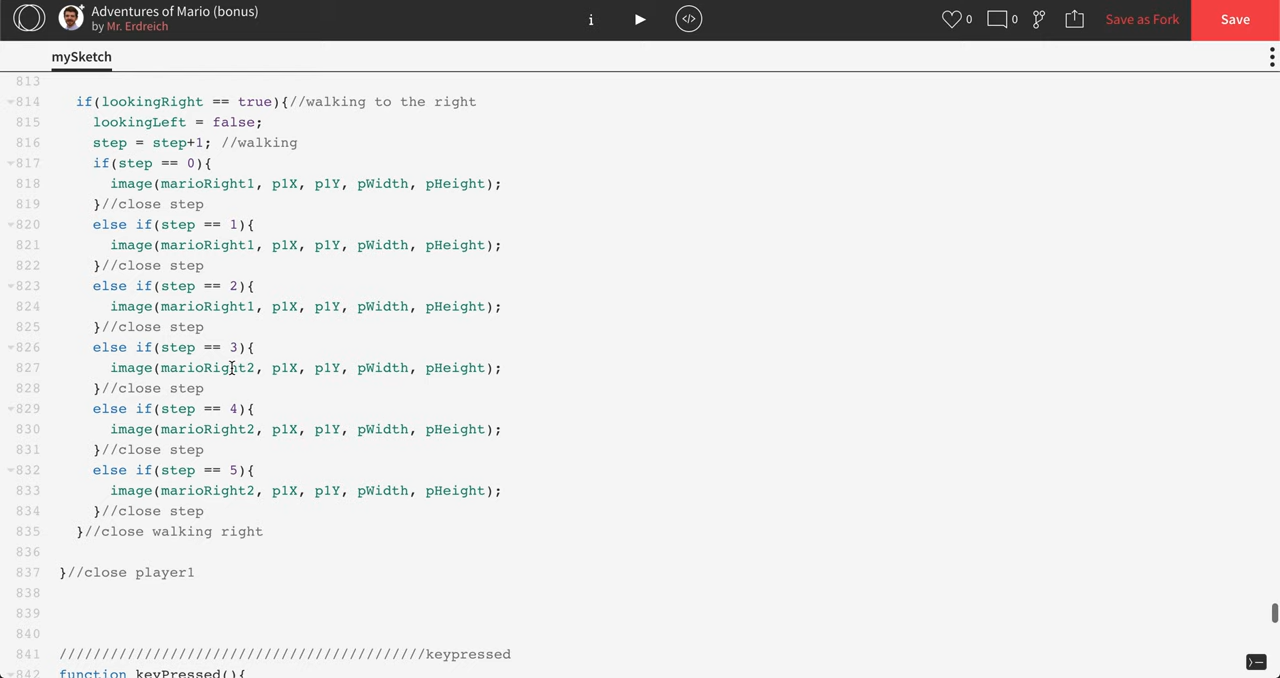 Adventures of Mario (bonus)
by Mr. Erdreich
i
0
0
Save as Fork
Save
mySketch
813
814 if(lookingRight == true){//walking to the right
815 lookingLeft = false;
816 step = step+1; //walking
817 if(step == 0){
818 image(marioRight1, p1X, p1Y, pWidth, pHeight);
819 }//close step
820 else if(step == 1){
821 image(marioRight1, p1X, p1Y, pWidth, pHeight);
822 }//close step
823 else if(step == 2){
824 image(marioRight1, p1X, p1Y, pWidth, pHeight);
825 }//close step
826 else if(step == 3){
827 image(marioRight2, p1X, p1Y, pWidth, pHeight);
828 }//close step
829 else if(step == 4){
830 image(marioRight2, p1X, p1Y, pWidth, pHeight);
831 }//close step
832 else if(step == 5){
833 image(marioRight2, p1X, p1Y, pWidth, pHeight);
834 }//close step
835 }//close walking right
836
837 }//close player1
838
839
840
841 ///////////////////////////////////////////keypressed
842 function keyPressed(){